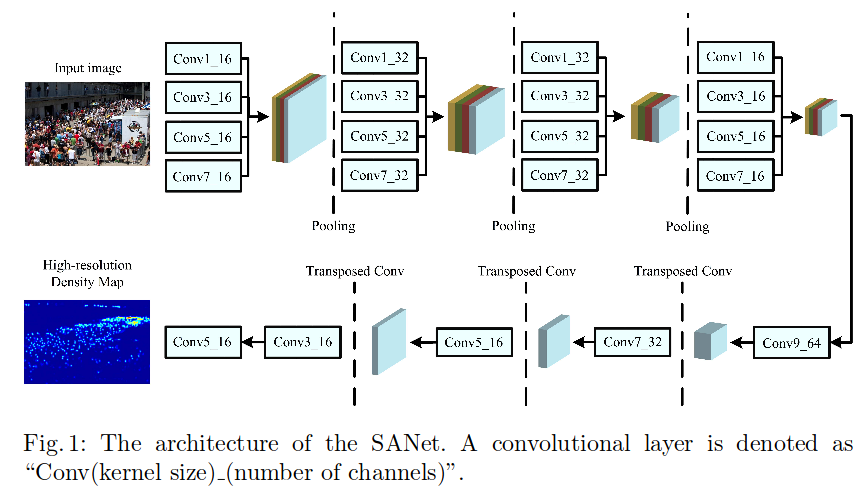 Input image
Conv1_16
Conv3_16
Conv5_16
Conv7_16
Conv1_32
Conv3_32
Conv5_32
Conv7_32
Conv1_32
Conv3_32
Conv5_32
Conv7_32
Conv1_16
Conv3_16
Conv5_16
Conv7_16
Pooling
Pooling
Pooling
High-resolution
Density Map
Transposed Conv
Transposed Conv
Transposed Conv
Conv5_16
Conv3_16
Conv5_16
Conv7_32
Conv9_64
Fig. 1: The architecture of the SANet. A convolutional layer is denoted as
“Conv(kernel size)_(number of channels)”.